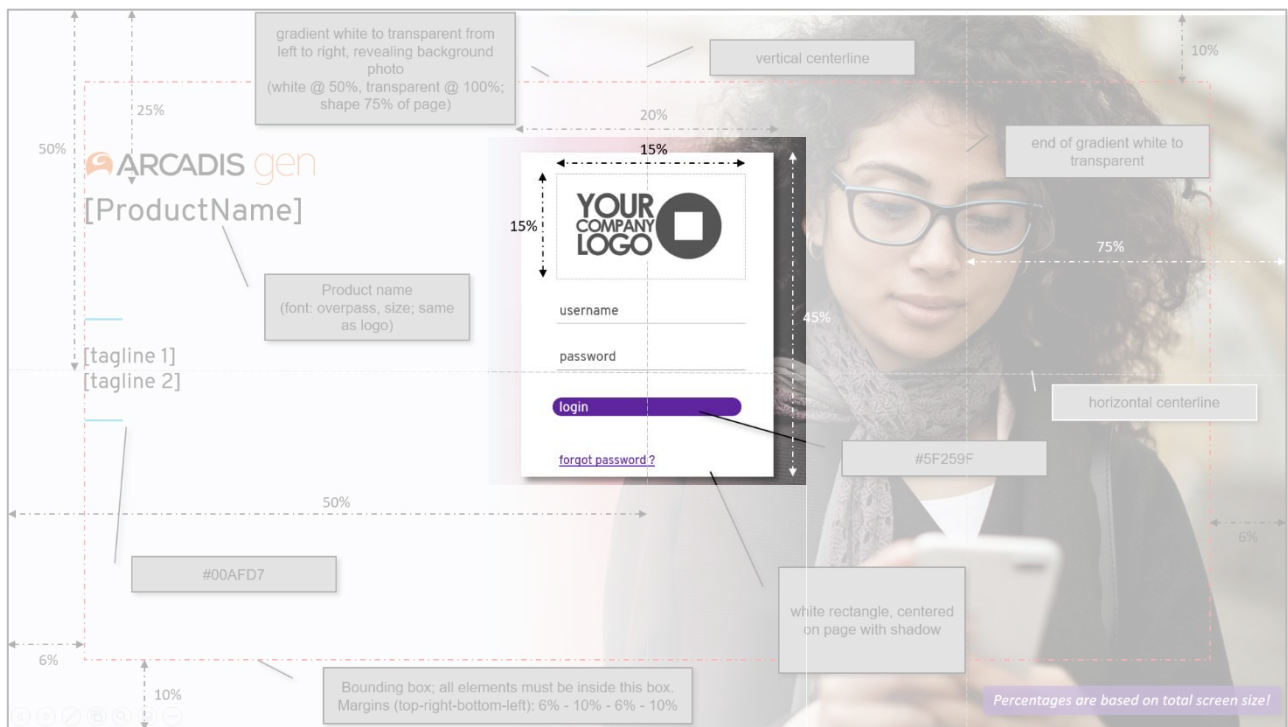 gradient white to transparent from
left to right, revealing background
photo
(white @ 50%, transparent @ 100%;
shape 75% of page)
vertical centerline
10%
25%
20%
50%
15%
end of gradient white to
transparent
ARCADIS gen
[ProductName]
YOUR
COMPANY
LOGO
15%
75%
Product name
(font: overpass, size; same
as logo)
username
45%
password
[tagline 1]
[tagline 2]
login
horizontal centerline
#5F259F
forgot password ?
50%
6%
#00AFD7
white rectangle, centered
on page with shadow
6%
10%
Bounding box; all elements must be inside this box.
Margins (top-right-bottom-left): 6% - 10% - 6% - 10%
Percentages are based on total screen size!